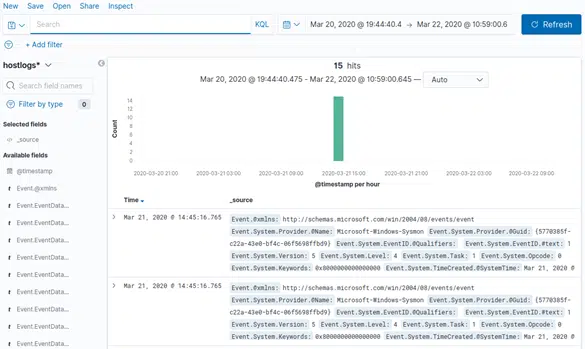 New Save Open Share Inspect
Search KQL Mar 20, 2020 @ 19:44:40.4 → Mar 22, 2020 @ 10:59:00.6 Refresh
+ Add filter
hostlogs*
Search field names
Filter by type 0
Selected fields
</> _source
Available fields
@timestamp
t Event.@xmlns
t Event.EventData...
t Event.EventData...
t Event.EventData...
t Event.EventData...
t Event.EventData...
t Event.EventData...
t Event.EventData...
t Event.EventData...
t Event.EventData...
15 hits
Mar 20, 2020 @ 19:44:40.475 - Mar 22, 2020 @ 10:59:00.645 — Auto
Count
14
12
10
8
6
4
2
0
2020-03-20 21:00 2020-03-21 03:00 2020-03-21 09:00 2020-03-21 15:00 2020-03-21 21:00 2020-03-22 03:00 2020-03-22 09:00
@timestamp per hour
Time _source
Mar 21, 2020 @ 14:45:16.765 Event.@xmlns: http://schemas.microsoft.com/win/2004/08/events/event
Event.System.Provider.@Name: Microsoft-Windows-Sysmon Event.System.Provider.@Guid: {5770385f-
c22a-43e0-bf4c-06f5698ffbd9} Event.System.EventID.@Qualifiers: Event.System.EventID.#text: 1
Event.System.Version: 5 Event.System.Level: 4 Event.System.Task: 1 Event.System.Opcode: 0
Event.System.Keywords: 0x8000000000000000 Event.System.TimeCreated.@SystemTime: Mar 21, 2020 @
Mar 21, 2020 @ 14:45:16.765 Event.@xmlns: http://schemas.microsoft.com/win/2004/08/events/event
Event.System.Provider.@Name: Microsoft-Windows-Sysmon Event.System.Provider.@Guid: {5770385f-
c22a-43e0-bf4c-06f5698ffbd9} Event.System.EventID.@Qualifiers: Event.System.EventID.#text: 1
Event.System.Version: 5 Event.System.Level: 4 Event.System.Task: 1 Event.System.Opcode: 0
Event.System.Keywords: 0x8000000000000000 Event.System.TimeCreated.@SystemTime: Mar 21, 2020 @